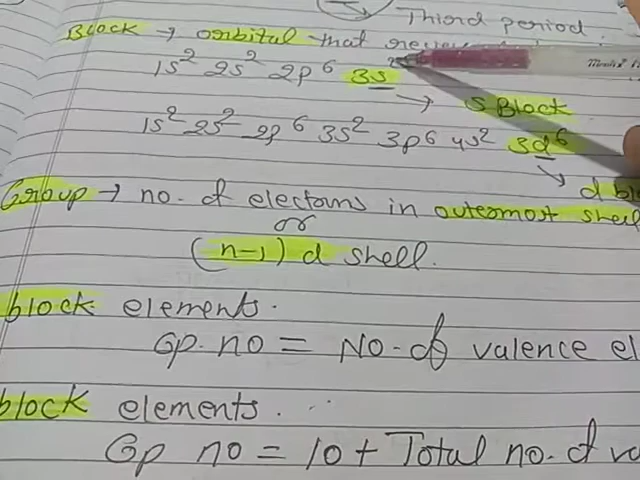 Third period.
Block → orbital that
1s² 2s² 2p⁶ 3s
→ s Block
1s² 2s² 2p⁶ 3s² 3p⁶ 4s² 3d⁶
↘ d
Group → no. of electorns in outermost shell
or
(n-1) d shell.
block elements.
Gp. no = No. of valence
block elements.
Gp no = 10 + Total no. of